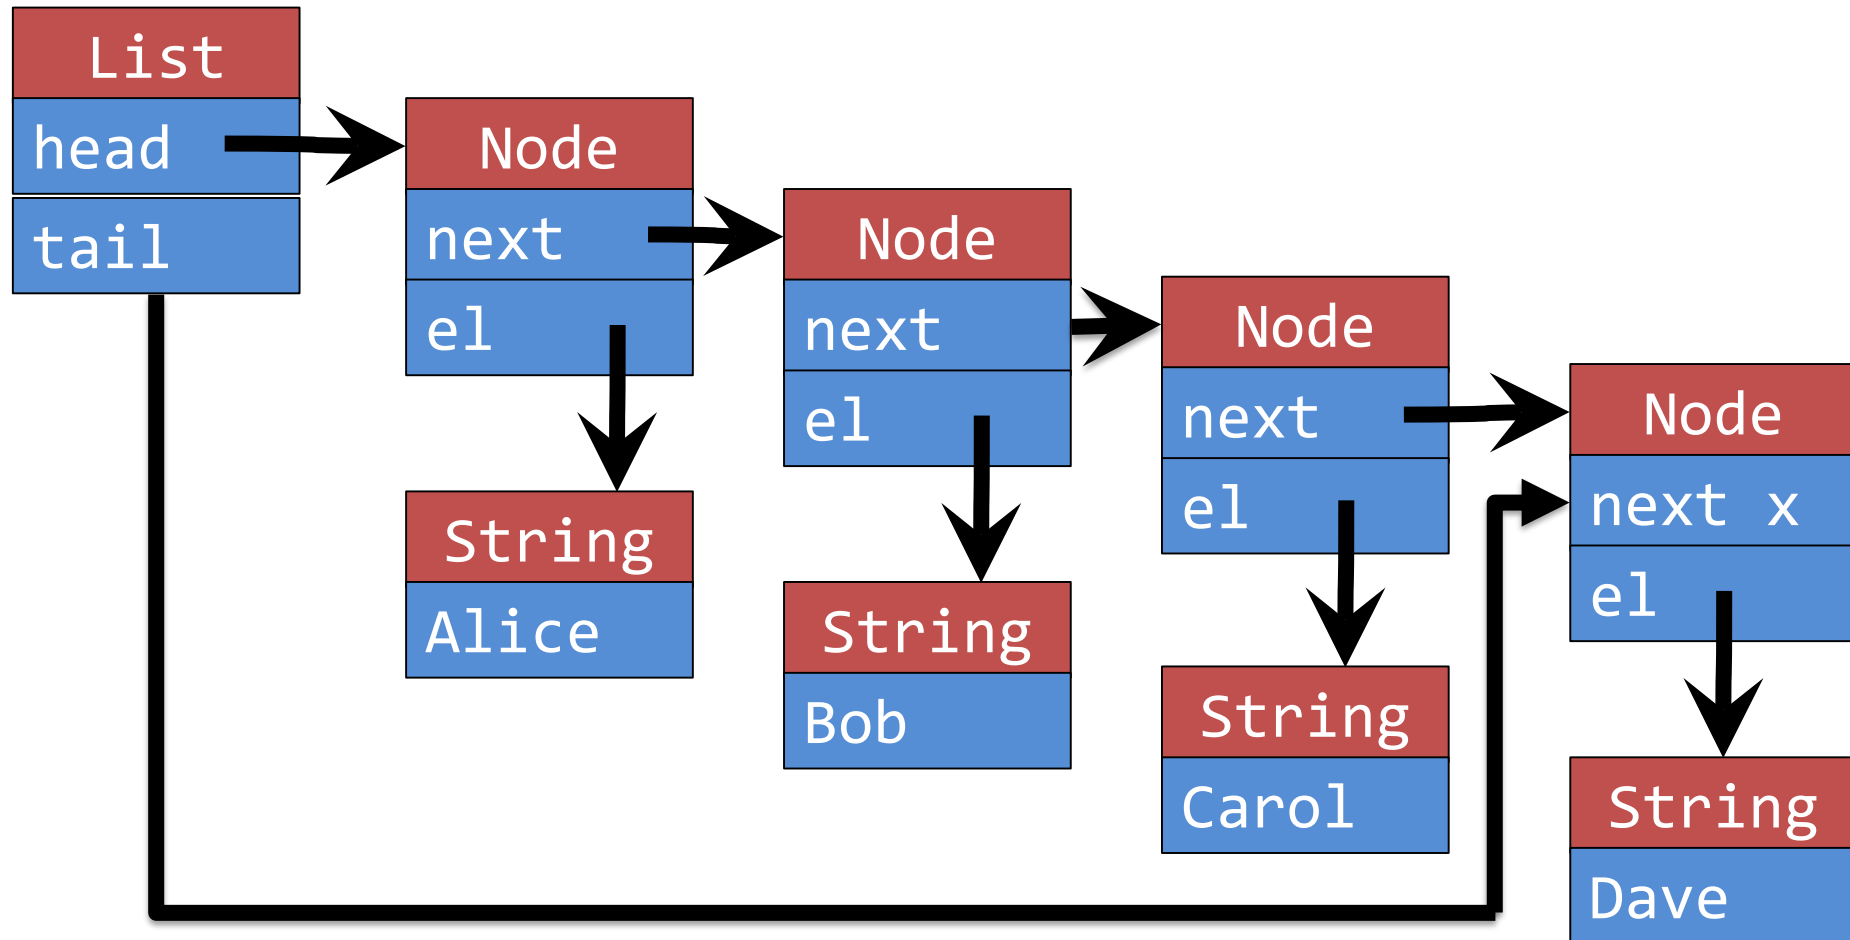 List
head
tail
Node
next
el
String
Alice
Node
next
el
String
Bob
Node
next
el
String
Carol
Node
next x
el
String
Dave